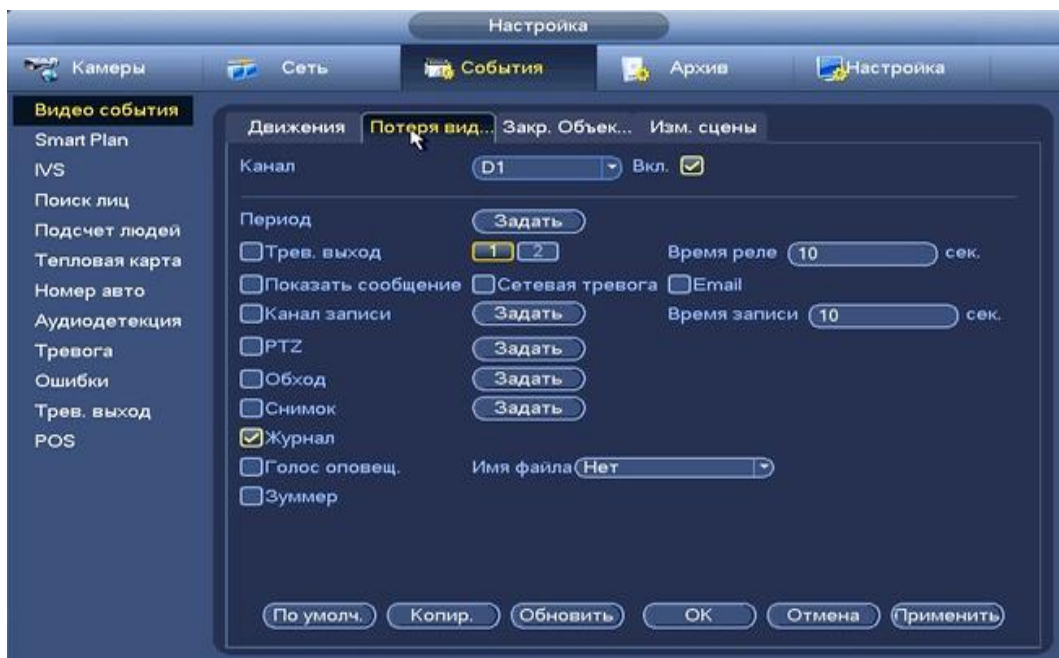 Настройка
Камеры Сеть События Архив Настройка
Видео события
Smart Plan
IVS
Поиск лиц
Подсчет людей
Тепловая карта
Номер авто
Аудиодетекция
Тревога
Ошибки
Трев. выход
POS
Движения Потеря вид... Закр. Объек... Изм. сцены
Канал D1 Вкл.
Период Задать
Трев. выход 1 2 Время реле 10 сек.
Показать сообщение Сетевая тревога Email
Канал записи Задать Время записи 10 сек.
PTZ Задать
Обход Задать
Снимок Задать
Журнал
Голос оповещ. Имя файла Нет
Зуммер
По умолч. Копир. Обновить OK Отмена Применить